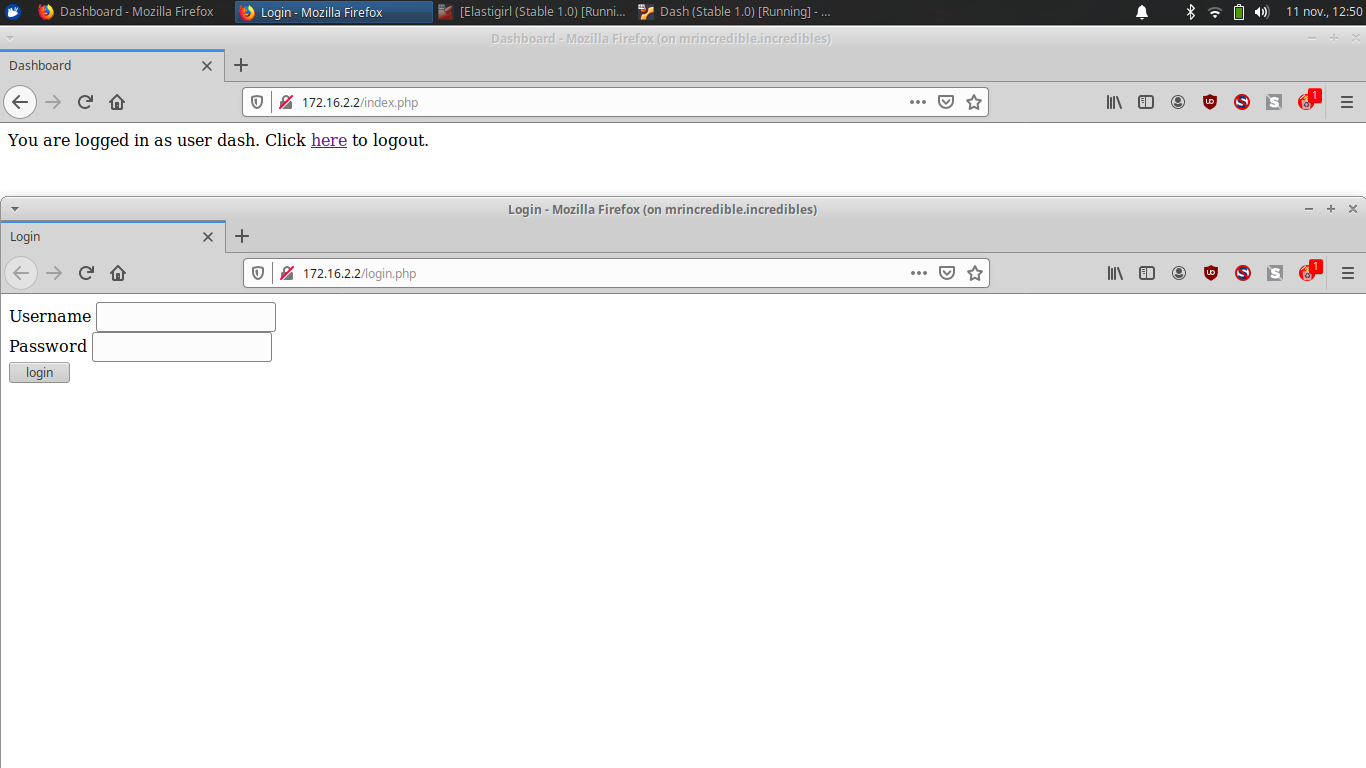 Dashboard - Mozilla Firefox Login - Mozilla Firefox [Elastigirl (Stable 1.0) [Runni... Dash (Stable 1.0) [Running] - ... 11 nov., 12:50
Dashboard - Mozilla Firefox (on mrincredible.incredibles)
Dashboard
172.16.2.2/index.php
1
You are logged in as user dash. Click here to logout.
Login - Mozilla Firefox (on mrincredible.incredibles)
Login
172.16.2.2/login.php
1
Username
Password
login